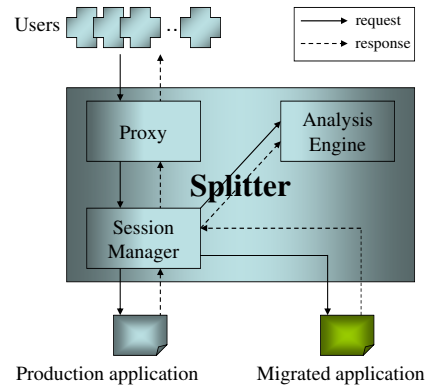 Users
request
response
Proxy
Analysis
Engine
Splitter
Session
Manager
Production application
Migrated application